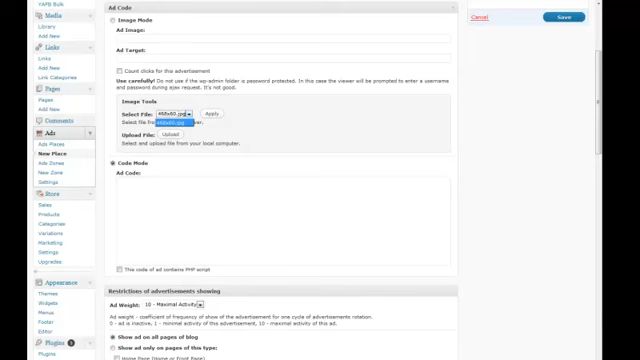 YAPB Bulk
Media
Library
Add New
Links
Links
Add New
Link Categories
Pages
Pages
Add New
Comments
Ads
Ads Places
New Place
Ads Zones
New Zone
Settings
Store
Sales
Products
Categories
Variations
Marketing
Settings
Upgrades
Appearance
Themes
Widgets
Menus
Footer
Editor
Plugins 3
Plugins
Ad Code
Image Mode
Ad Image:
Ad Target:
Count clicks for this advertisement
Use carefully! Do not use if the wp-admin folder is password protected. In this case the viewer will be prompted to enter a username
and password during ajax request. It's not good.
Image Tools
Select File: 468x60.jpg Apply
468x60.jpg
Select file from
Upload File: Upload
Select and upload file from your local computer.
Code Mode
Ad Code:
The code of ad contains PHP script
Restrictions of advertisements showing
Ad Weight: 10 - Maximal Activity
Ad weight - coefficient of frequency of show of the advertisement for one cycle of advertisements rotation.
0 - ad is inactive, 1 - minimal activity of this advertisement, 10 - maximal activity of this ad.
Show ad on all pages of blog
Show ad only on pages of this type:
Home Page (Home or Front Page)
Cancel
Save